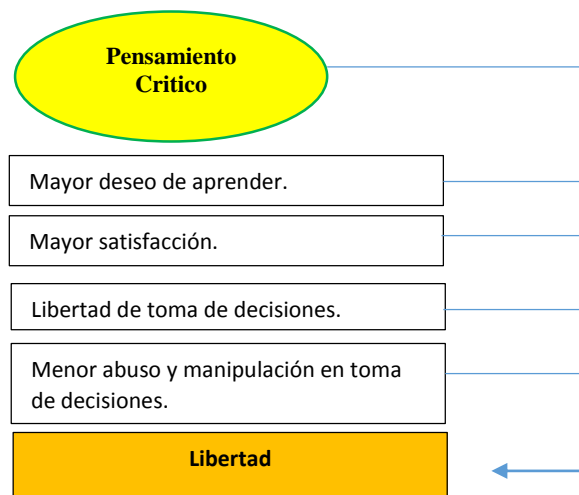 Pensamiento
Critico
Mayor deseo de aprender.
Mayor satisfacción.
Libertad de toma de decisiones.
Menor abuso y manipulación en toma
de decisiones.
Libertad